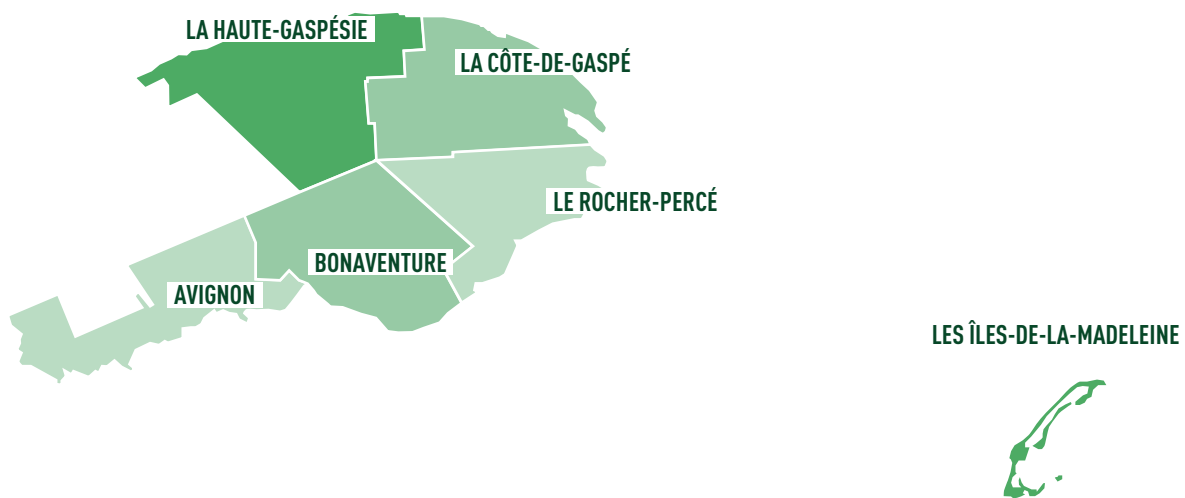 LA HAUTE-GASPÉSIE
LA CÔTE-DE-GASPÉ
LE ROCHER-PERCÉ
BONAVENTURE
AVIGNON
LES ÎLES-DE-LA-MADELEINE